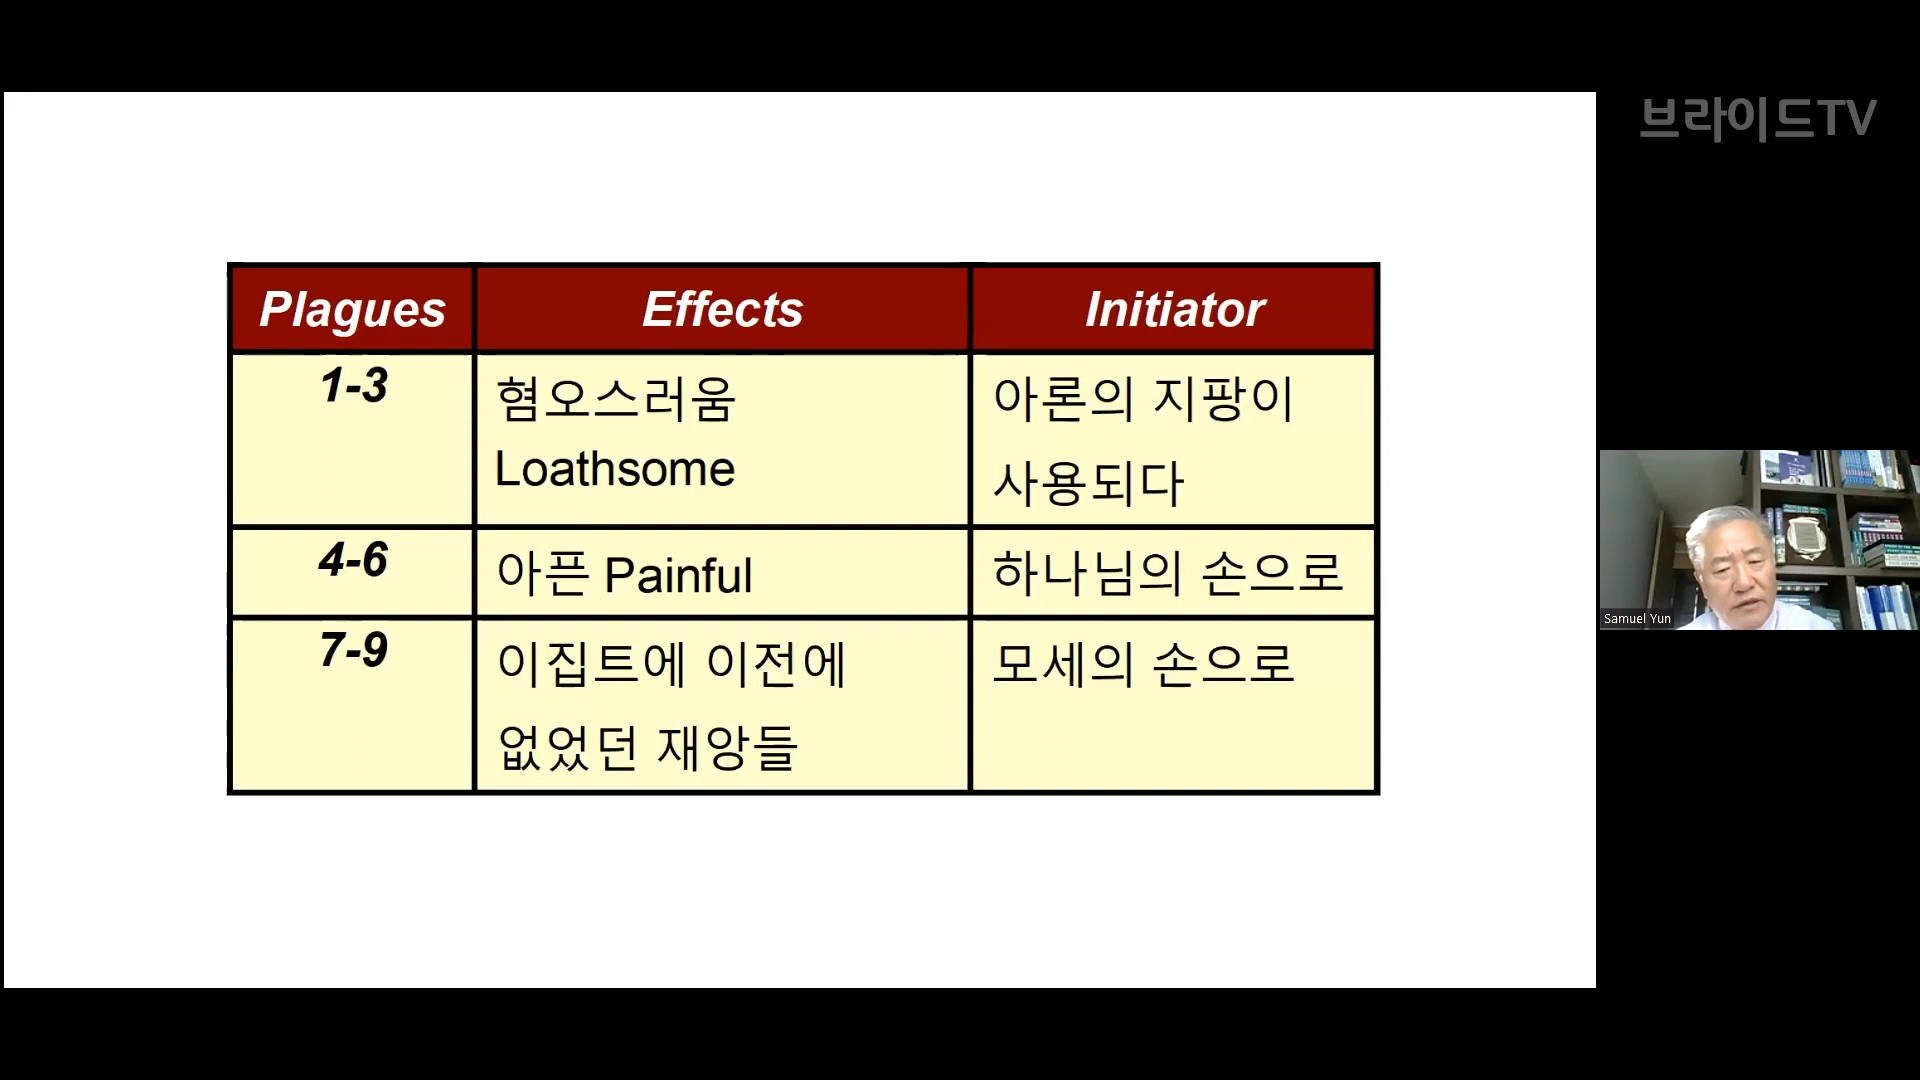 브라이드TV
Plagues Effects Initiator
1-3 혐오스러움 아론의 지팡이
Loathsome 사용되다
4-6 아픈 Painful 하나님의 손으로
7-9 이집트에 이전에 모세의 손으로
없었던 재앙들
Samuel Yun